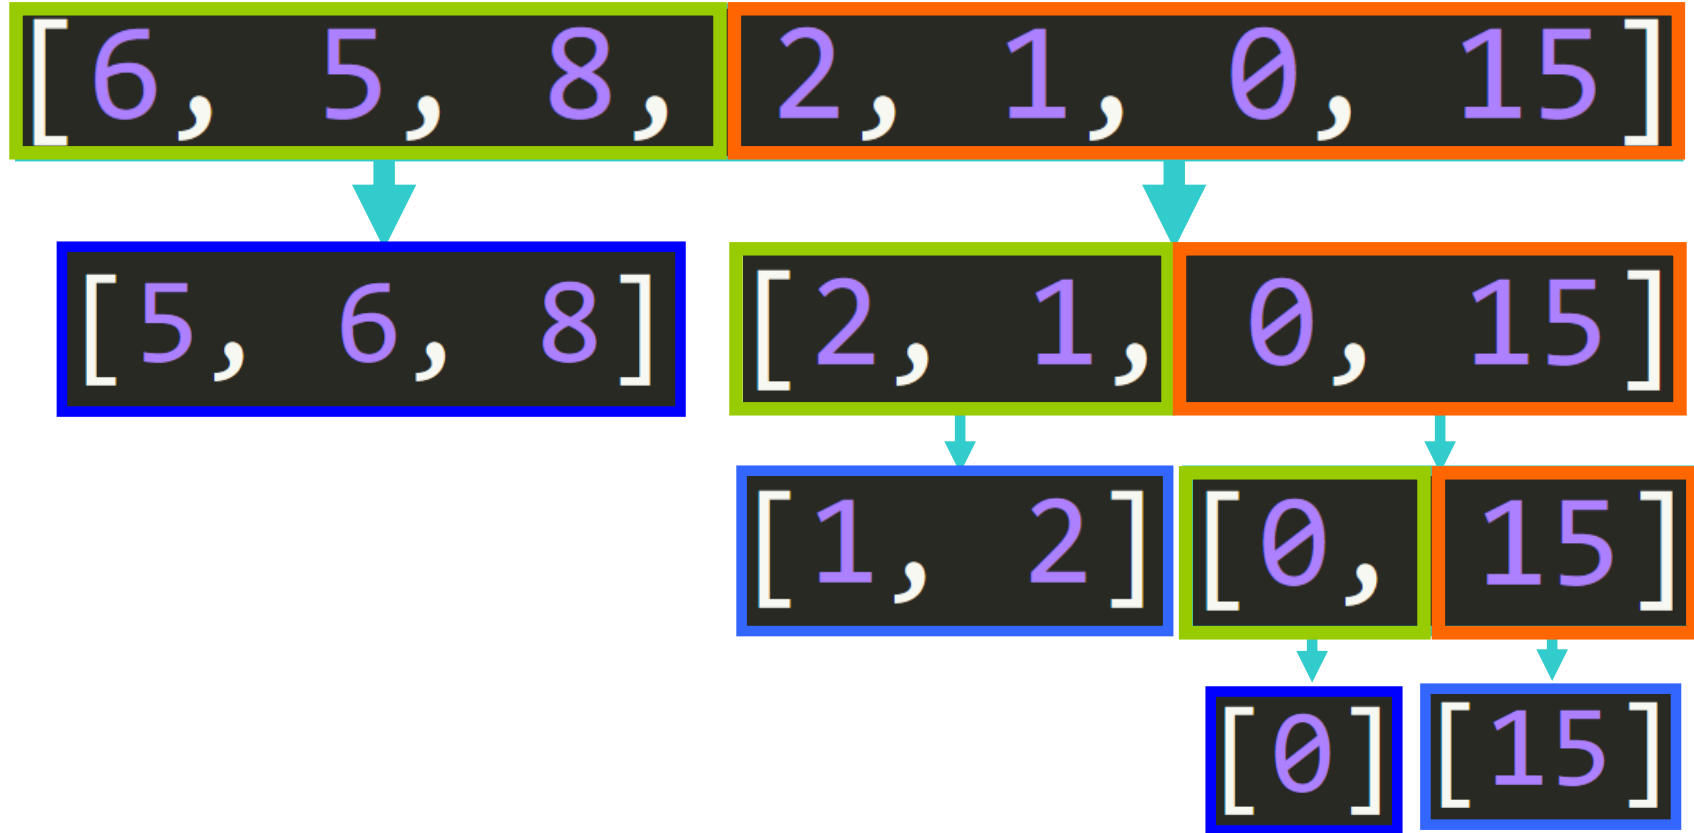 [6, 5, 8, 2, 1, 0, 15]
[5, 6, 8]
[2, 1, 0, 15]
[1, 2]
[0, 15]
[0]
[15]